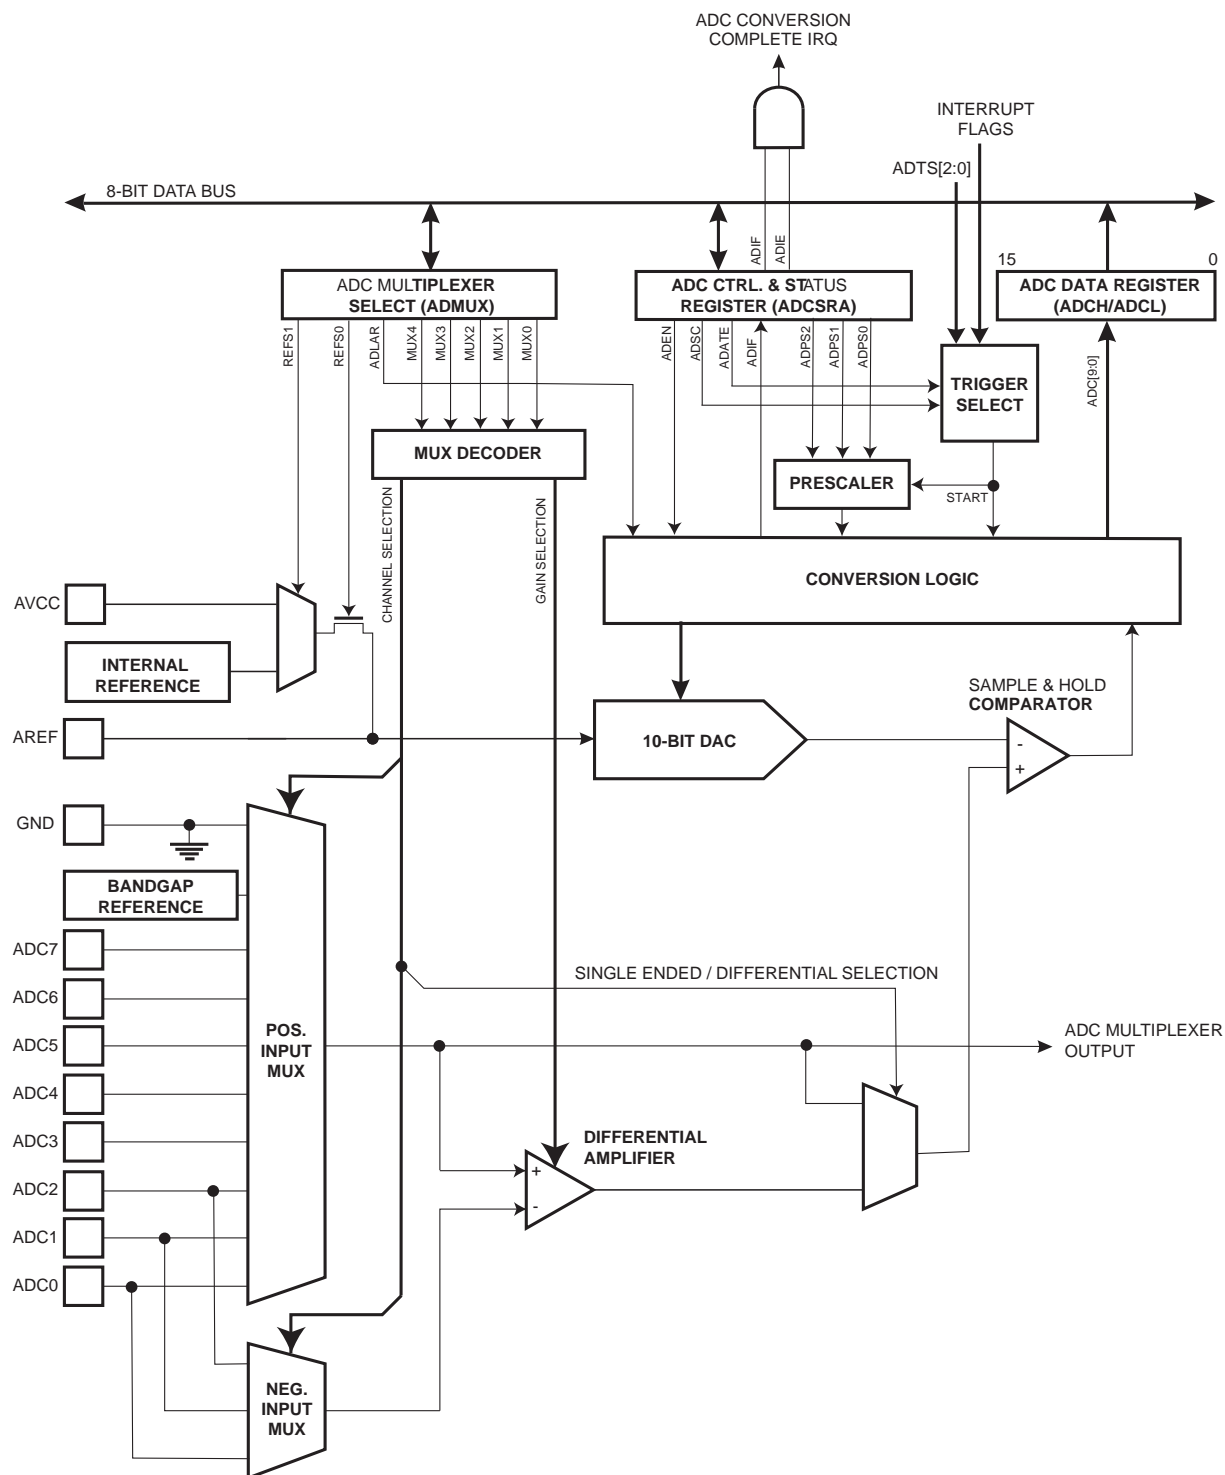 ADC CONVERSION
COMPLETE IRQ
INTERRUPT
FLAGS
ADTS[2:0]
8-BIT DATA BUS
ADIF
ADIE
15
0
ADC MULTIPLEXER
SELECT (ADMUX)
ADC CTRL. & STATUS
REGISTER (ADCSRA)
ADC DATA REGISTER
(ADCH/ADCL)
REFS1
REFS0
ADLAR
MUX4
MUX3
MUX2
MUX1
MUX0
ADEN
ADSC
ADATE
ADIF
ADPS2
ADPS1
ADPS0
ADC[9:0]
TRIGGER
SELECT
MUX DECODER
PRESCALER
START
CHANNEL SELECTION
GAIN SELECTION
CONVERSION LOGIC
AVCC
INTERNAL
REFERENCE
SAMPLE & HOLD
COMPARATOR
AREF
10-BIT DAC
-
+
GND
BANDGAP
REFERENCE
ADC7
SINGLE ENDED / DIFFERENTIAL SELECTION
ADC6
ADC5
POS.
INPUT
MUX
ADC MULTIPLEXER
OUTPUT
ADC4
ADC3
DIFFERENTIAL
AMPLIFIER
+
-
ADC2
ADC1
ADC0
NEG.
INPUT
MUX